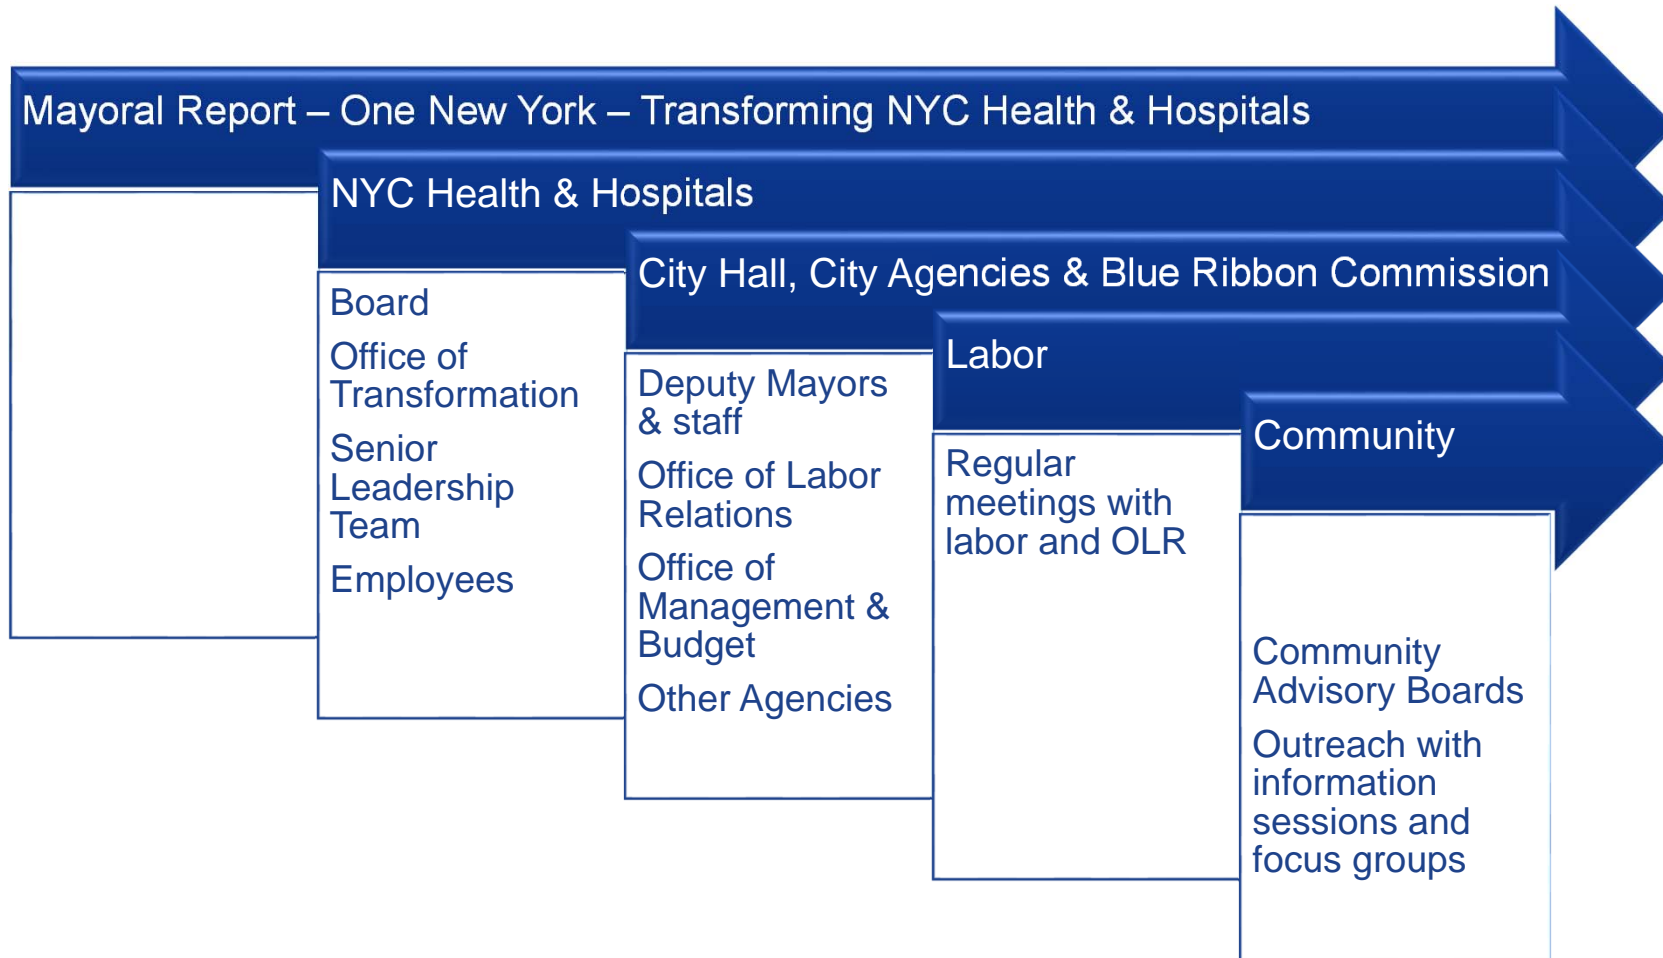 Mayoral Report – One New York – Transforming NYC Health & Hospitals
NYC Health & Hospitals
Board
Office of
Transformation
Senior
Leadership
Team
Employees
City Hall, City Agencies & Blue Ribbon Commission
Deputy Mayors
& staff
Office of Labor
Relations
Office of
Management &
Budget
Other Agencies
Labor
Regular
meetings with
labor and OLR
Community
Community
Advisory Boards
Outreach with
information
sessions and
focus groups